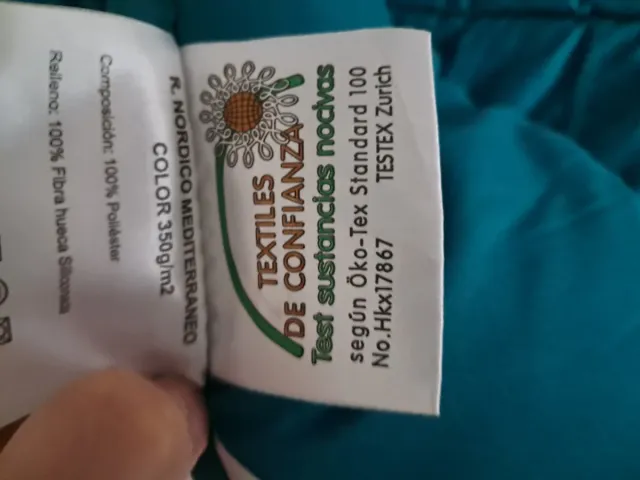 R. NORDICO MEDITERRANEO
COLOR 350g/m2
Composición: 100% Poliéster
Relleno: 100% Fibra hueca Siliconada
TEXTILES
DE CONFIANZA
Test sustancias nocivas
según Öko-Tex Standard 100
No.Hkx17867 TESTEX Zurich